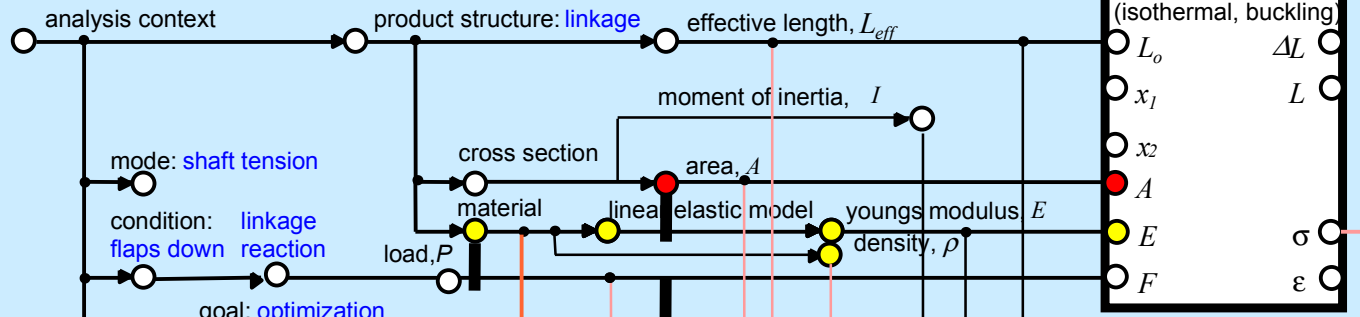 analysis context
product structure: linkage
effective length, Leff
(isothermal, buckling)
Lo
ΔL
x1
L
moment of inertia, I
x2
mode: shaft tension
cross section
area, A
A
condition: linkage
flaps down reaction
material
linear elastic model
youngs modulus, E
E
σ
load,P
density, ρ
F
ε
goal: optimization